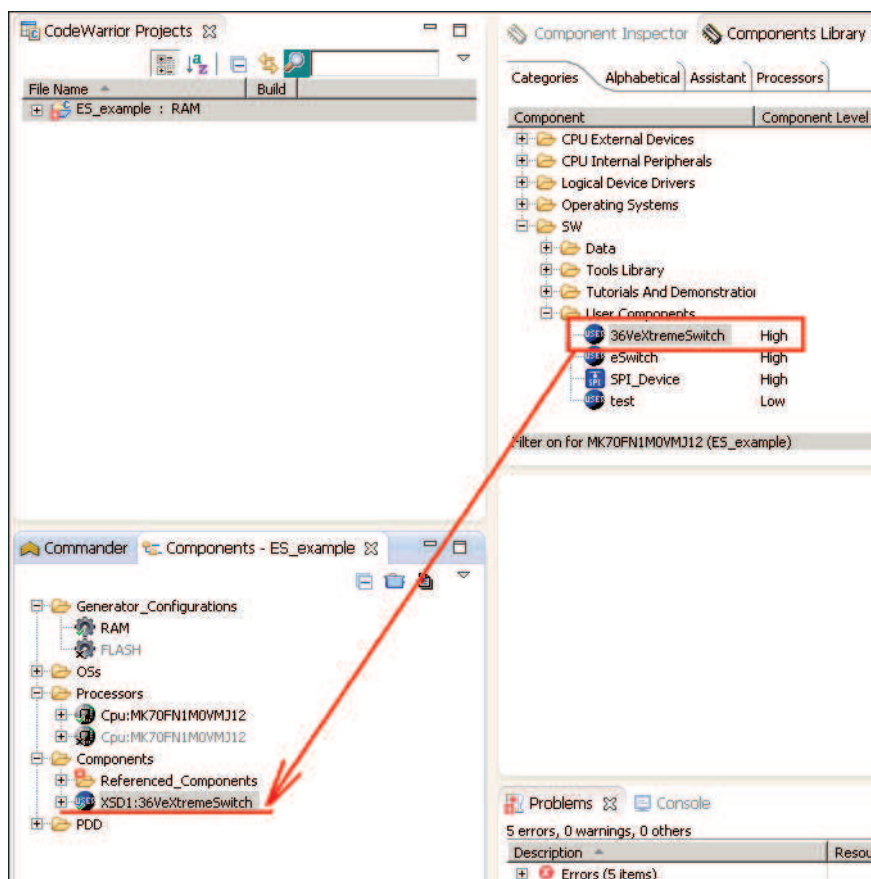 CodeWarrior Projects
File Name
Build
ES_example : RAM
Component Inspector
Components Library
Categories
Alphabetical
Assistant
Processors
Component
Component Level
CPU External Devices
CPU Internal Peripherals
Logical Device Drivers
Operating Systems
SW
Data
Tools Library
Tutorials And Demonstratio
User Components
36VeXtremeSwitch High
eSwitch High
SPI_Device High
test Low
Filter on for MK70FN1M0VMJ12 (ES_example)
Commander
Components - ES_example
Generator_Configurations
RAM
FLASH
OSs
Processors
Cpu:MK70FN1M0VMJ12
Cpu:MK70FN1M0VMJ12
Components
Referenced_Components
XSD1:36VeXtremeSwitch
PDD
Problems
Console
5 errors, 0 warnings, 0 others
Description
Resou
Errors (5 items)